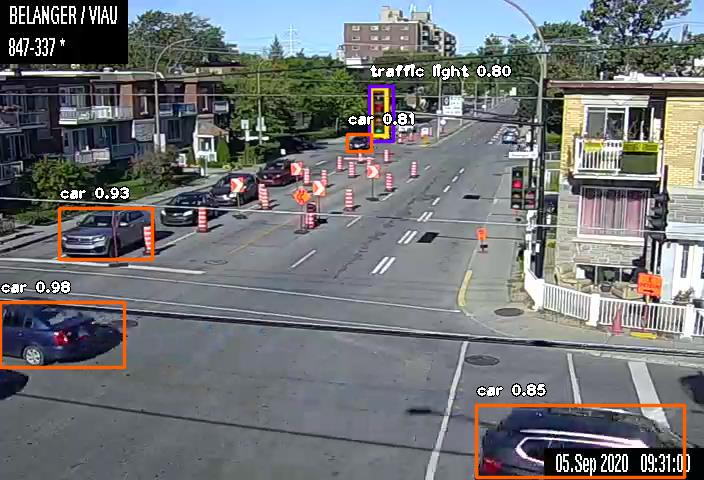 BELANGER / VIAU
847-337 *
traffic light 0.80
car 0.81
car 0.93
car 0.98
car 0.85
05.Sep 2020 09:31:00